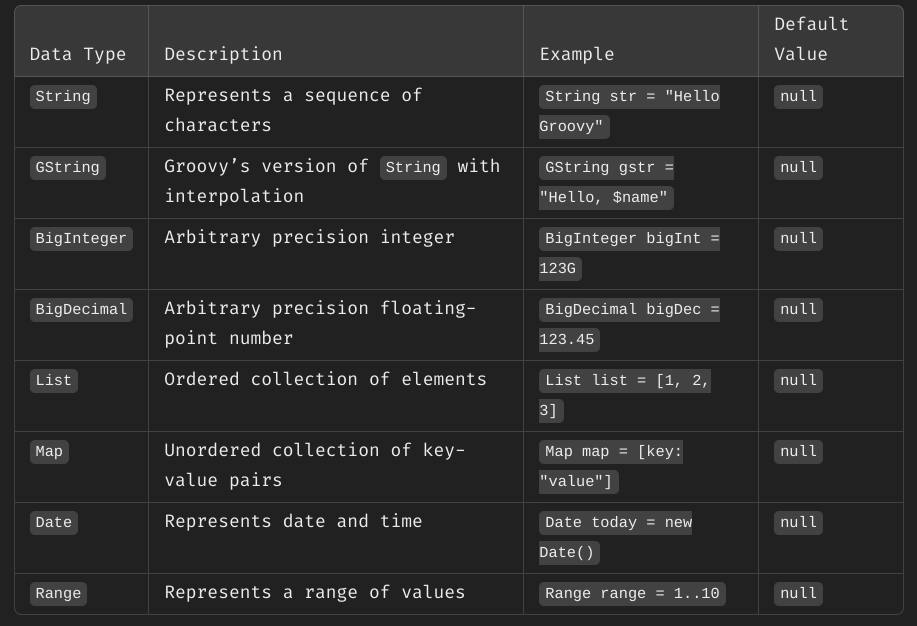 Data Type Description Example Default Value
String Represents a sequence of characters String str = "Hello Groovy" null
GString Groovy’s version of String with interpolation GString gstr = "Hello, $name" null
BigInteger Arbitrary precision integer BigInteger bigInt = 123G null
BigDecimal Arbitrary precision floating-point number BigDecimal bigDec = 123.45 null
List Ordered collection of elements List list = [1, 2, 3] null
Map Unordered collection of key-value pairs Map map = [key: "value"] null
Date Represents date and time Date today = new Date() null
Range Represents a range of values Range range = 1..10 null